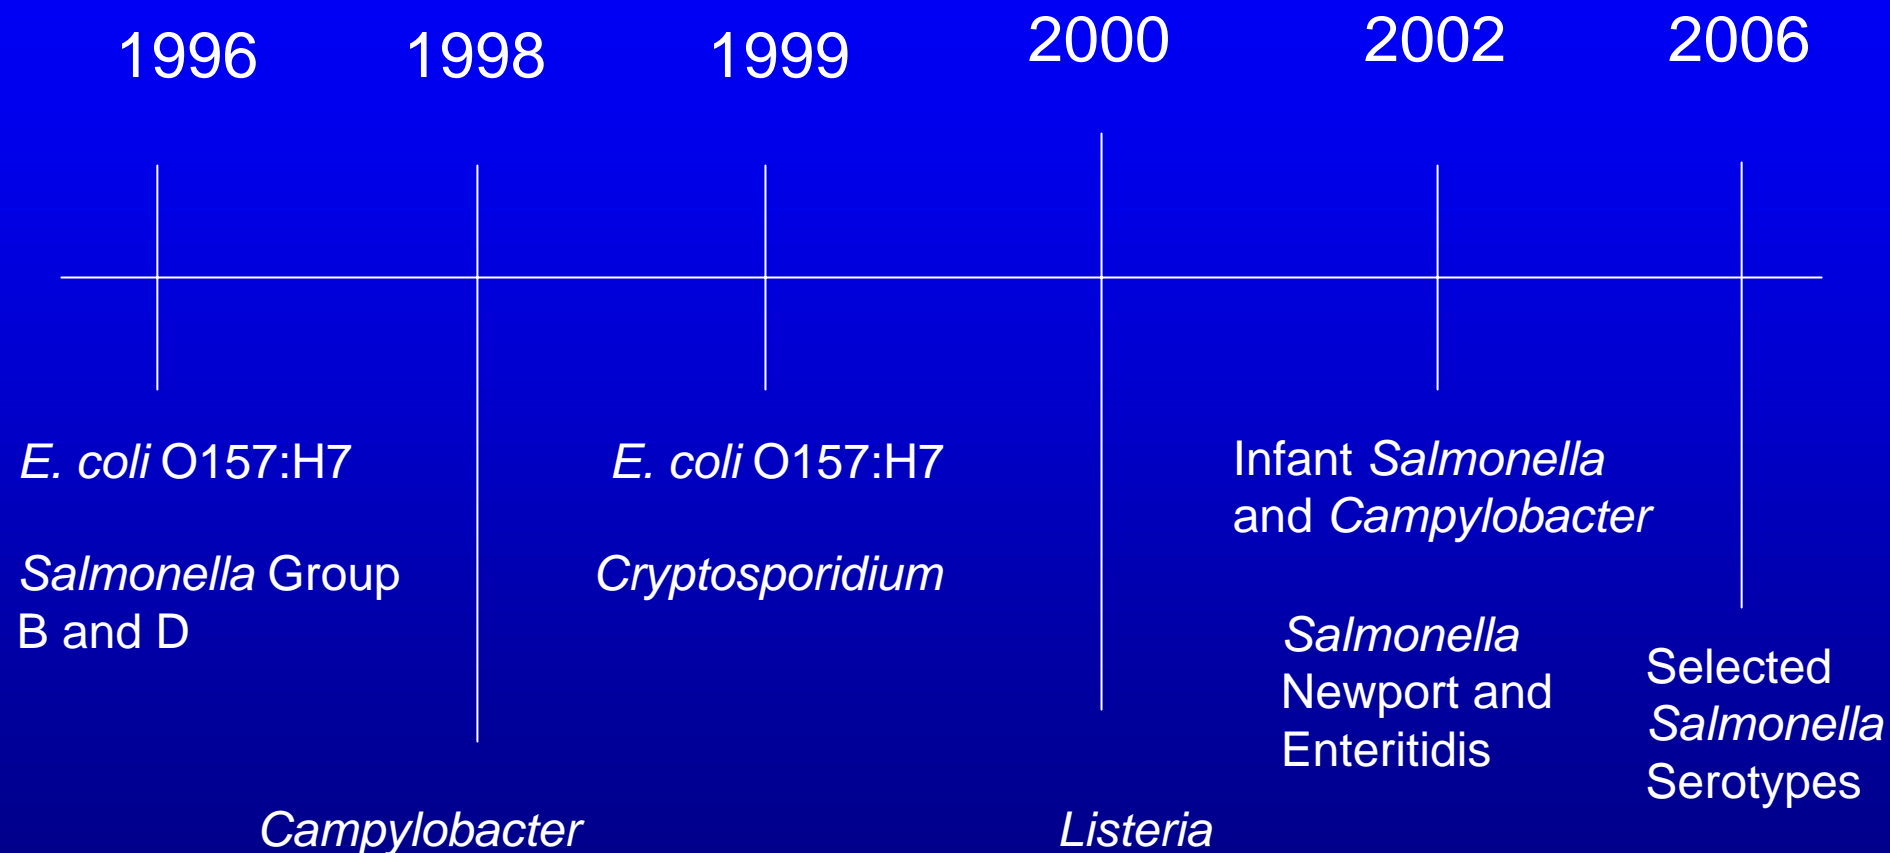 1996
1998
1999
2000
2002
2006
E. coli O157:H7
Salmonella Group
B and D
Campylobacter
E. coli O157:H7
Cryptosporidium
Listeria
Infant Salmonella
and Campylobacter
Salmonella
Newport and
Enteritidis
Selected
Salmonella
Serotypes